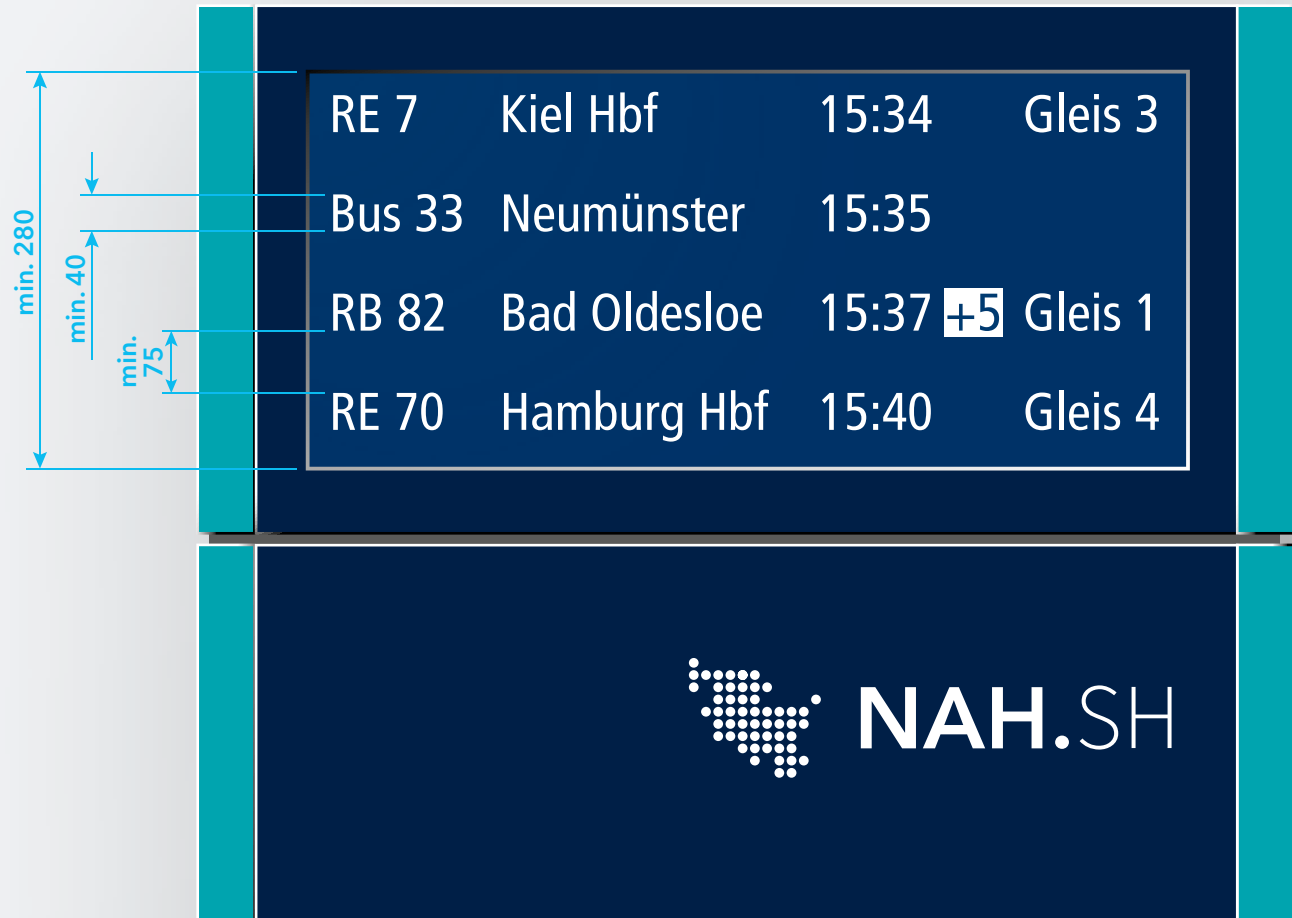 RE 7 Kiel Hbf 15:34 Gleis 3
Bus 33 Neumünster 15:35
RB 82 Bad Oldesloe 15:37 +5 Gleis 1
RE 70 Hamburg Hbf 15:40 Gleis 4
min. 280
min. 40
min.
75
NAH.SH